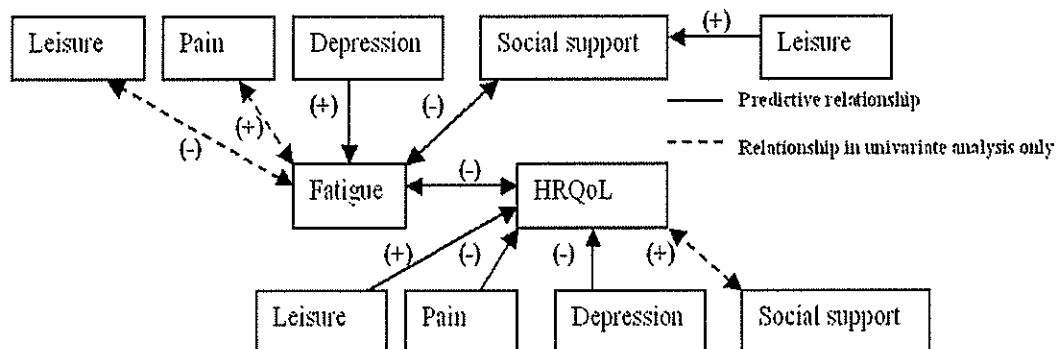 Leisure
Pain
Depression
Social support
(+)
Leisure
Predictive relationship
(+)
(+)
(-)
(-)
Relationship in univariate analysis only
Fatigue
(-)
HRQoL
(+)
(-)
(-)
(+)
Leisure
Pain
Depression
Social support